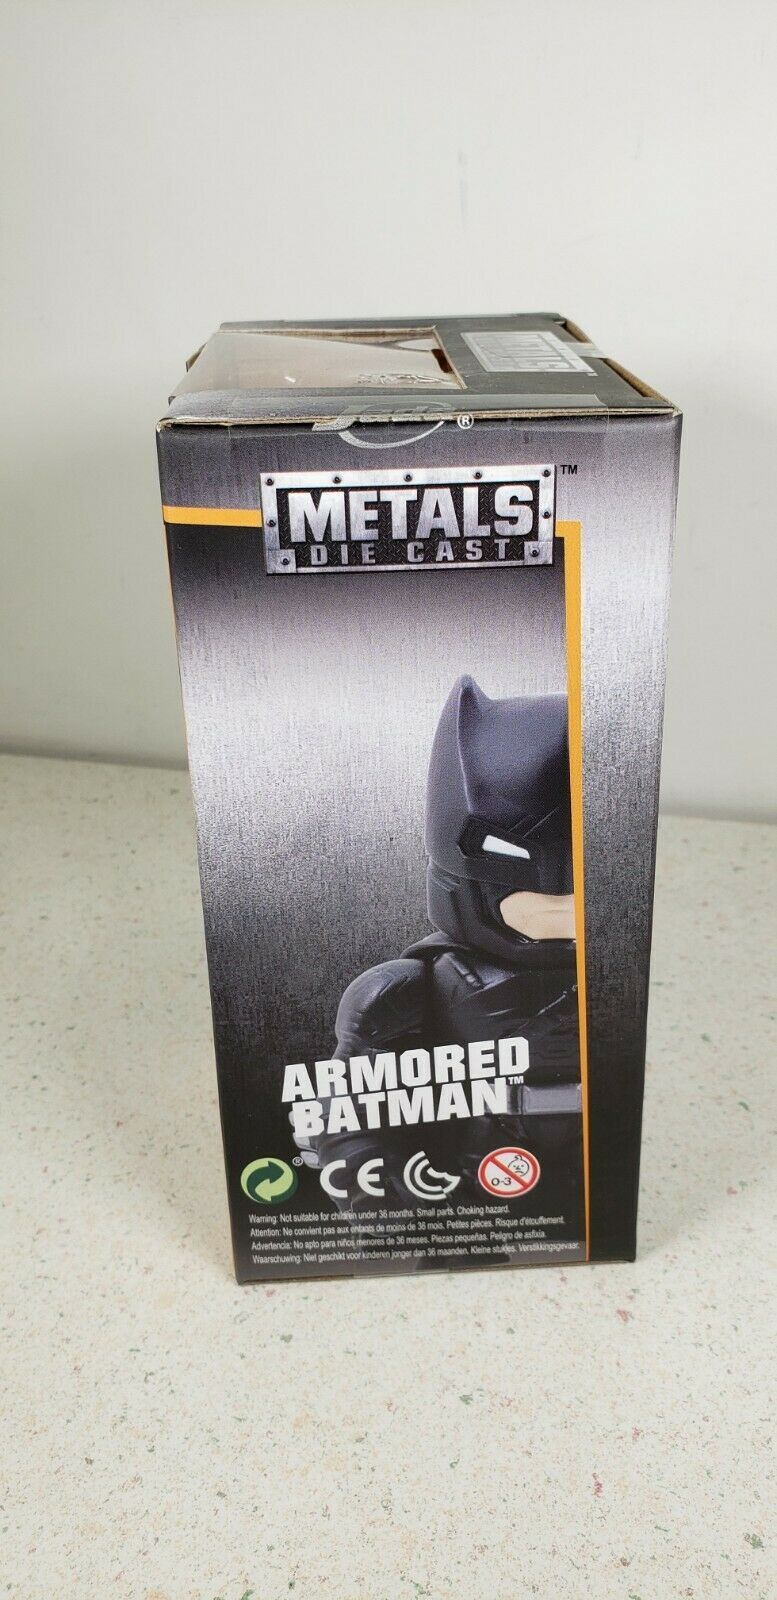 METALS
TM
DIE CAST
ARMORED
BATMAN™
®
CE
0-3
Warning: Not suitable for children under 36 months. Small parts. Choking hazard.
Attention: Ne convient pas aux enfants de moins de 36 mois. Petites pièces. Risque d'étouffement.
Advertencia: No apto para niños menores de 36 meses. Piezas pequeñas. Peligro de asfixia.
Waarschuwing: Niet geschikt voor kinderen jonger dan 36 maanden. Kleine stukjes. Verstikkingsgevaar.